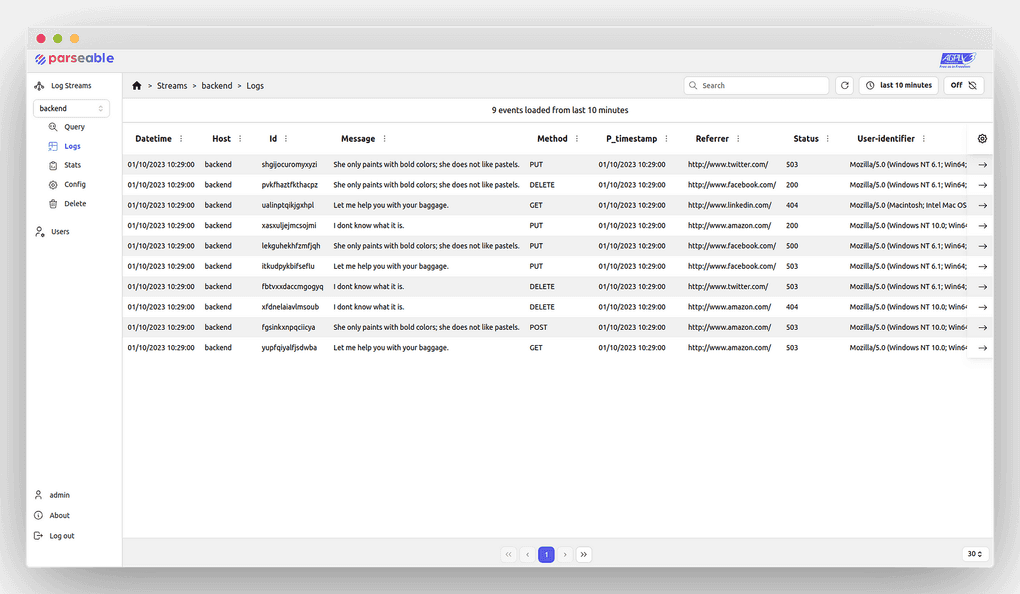 parseable
AGPLV3
Log Streams
backend
Query
Logs
Stats
Config
Delete
Users
admin
About
Log out
> Streams > backend > Logs
Search
last 10 minutes
Off
9 events loaded from last 10 minutes
Datetime Host Id Message Method P_timestamp Referrer Status User-identifier
01/10/2023 10:29:00 backend shgijocuromyxyzi She only paints with bold colors; she does not like pastels. PUT 01/10/2023 10:29:00 http://www.twitter.com/ 503 Mozilla/5.0 (Windows NT 6.1; Win64;
01/10/2023 10:29:00 backend pvkfhaztfkthacpz She only paints with bold colors; she does not like pastels. DELETE 01/10/2023 10:29:00 http://www.facebook.com/ 200 Mozilla/5.0 (Windows NT 6.1; Win64;
01/10/2023 10:29:00 backend ualinptqikjgxhpl Let me help you with your baggage. GET 01/10/2023 10:29:00 http://www.linkedin.com/ 404 Mozilla/5.0 (Macintosh; Intel Mac OS
01/10/2023 10:29:00 backend xasxuljejmcsojmi I dont know what it is. PUT 01/10/2023 10:29:00 http://www.amazon.com/ 200 Mozilla/5.0 (Windows NT 10.0; Win64
01/10/2023 10:29:00 backend lekguhekhfzmfjqh She only paints with bold colors; she does not like pastels. PUT 01/10/2023 10:29:00 http://www.facebook.com/ 500 Mozilla/5.0 (Windows NT 6.1; Win64;
01/10/2023 10:29:00 backend itkudpykbifseflu Let me help you with your baggage. PUT 01/10/2023 10:29:00 http://www.facebook.com/ 503 Mozilla/5.0 (Windows NT 6.1; Win64;
01/10/2023 10:29:00 backend fbtvxxdaccmgogyq I dont know what it is. DELETE 01/10/2023 10:29:00 http://www.twitter.com/ 503 Mozilla/5.0 (Windows NT 6.1; Win64;
01/10/2023 10:29:00 backend xfdnelaiavlmsoub I dont know what it is. DELETE 01/10/2023 10:29:00 http://www.amazon.com/ 404 Mozilla/5.0 (Windows NT 10.0; Win64
01/10/2023 10:29:00 backend fgsinkxnpqciicya She only paints with bold colors; she does not like pastels. POST 01/10/2023 10:29:00 http://www.amazon.com/ 503 Mozilla/5.0 (Windows NT 10.0; Win64
01/10/2023 10:29:00 backend yupfqiyalfjsdwba Let me help you with your baggage. GET 01/10/2023 10:29:00 http://www.amazon.com/ 503 Mozilla/5.0 (Windows NT 10.0; Win64
1
30